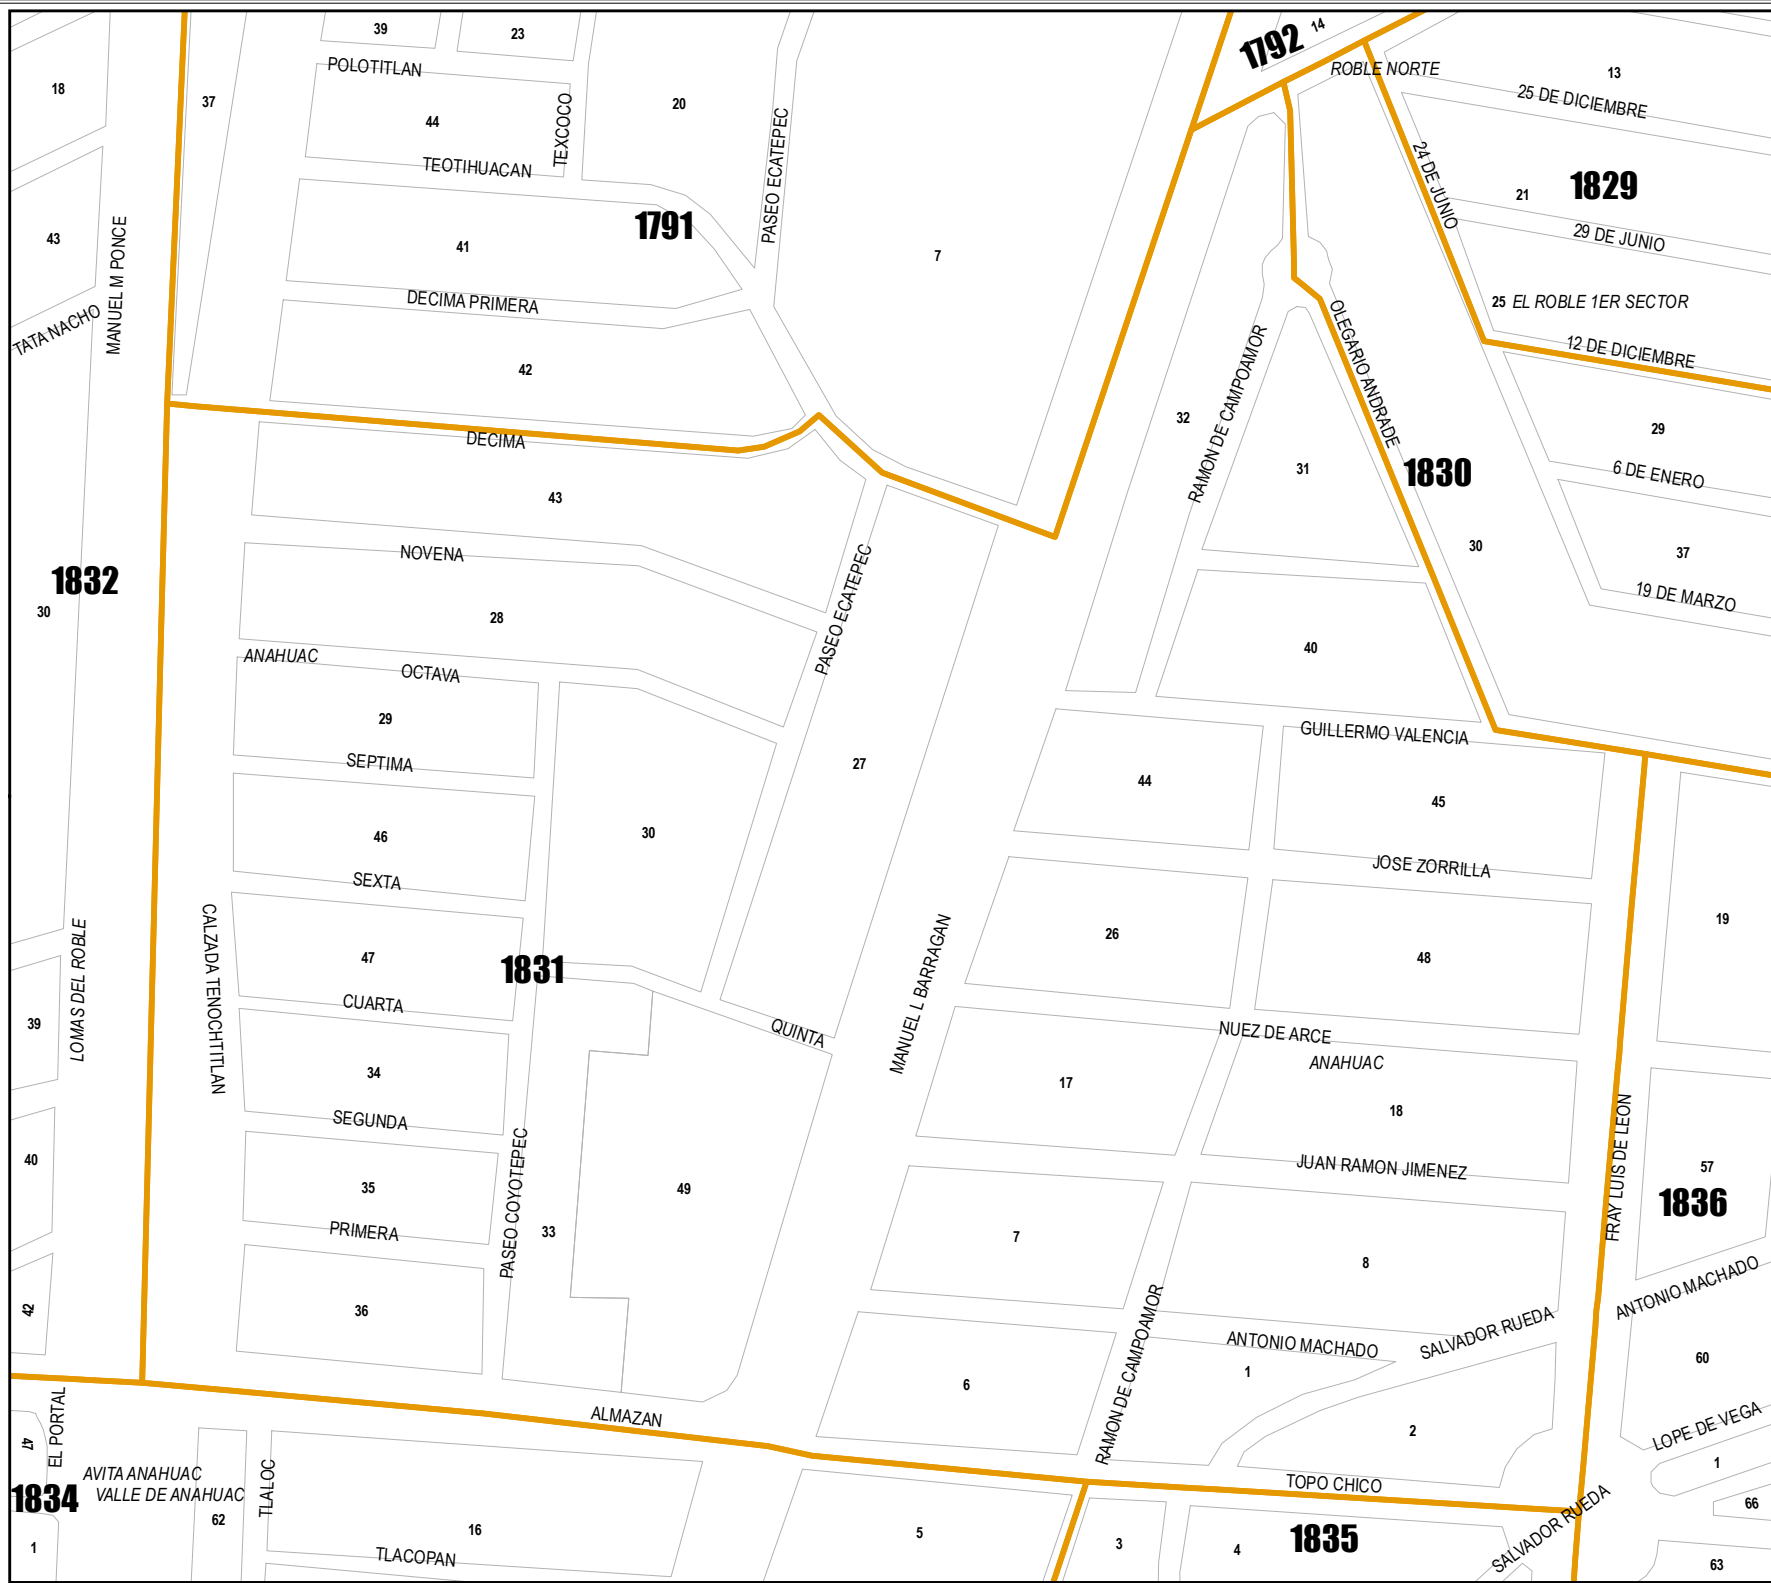 39
23
14
1792
POLOTITLAN
ROBLE NORTE
13
18
37
44
TEXCOCO
20
25 DE DICIEMBRE
TEOTIHUACAN
PASEO ECATEPEC
24 DE JUNIO
21
1829
43
MANUEL M PONCE
41
1791
7
29 DE JUNIO
TATA NACHO
DECIMA PRIMERA
25
EL ROBLE 1ER SECTOR
12 DE DICIEMBRE
42
RAMON DE CAMPOAMOR
OLEGARIO ANDRADE
32
29
DECIMA
31
1830
6 DE ENERO
43
NOVENA
30
37
1832
30
28
PASEO ECATEPEC
19 DE MARZO
ANAHUAC
OCTAVA
40
29
GUILLERMO VALENCIA
SEPTIMA
27
44
45
46
30
JOSE ZORRILLA
SEXTA
19
LOMAS DEL ROBLE
CALZADA TENOCHTITLAN
47
1831
MANUEL L BARRAGAN
26
48
CUARTA
39
QUINTA
NUEZ DE ARCE
ANAHUAC
34
17
18
SEGUNDA
FRAY LUIS DE LEON
40
35
PASEO COYOTEPEC
49
JUAN RAMON JIMENEZ
57
1836
PRIMERA
33
7
8
ANTONIO MACHADO
42
36
RAMON DE CAMPOAMOR
ANTONIO MACHADO
SALVADOR RUEDA
60
6
1
2
EL PORTAL
ALMAZAN
LOPE DE VEGA
47
AVITA ANAHUAC
VALLE DE ANAHUAC
1834
TLALOC
TOPO CHICO
1
SALVADOR RUEDA
66
62
16
5
3
4
1835
1
TLACOPAN
63